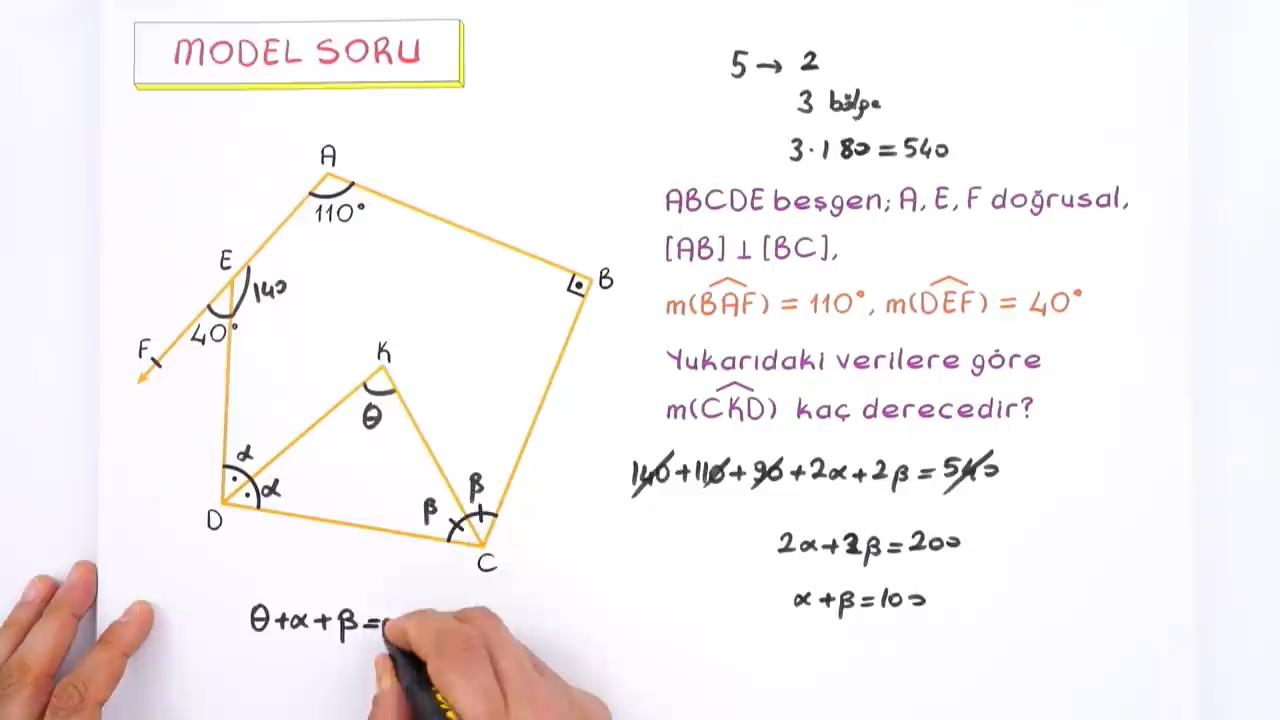 MODEL SORU
5 → 2
3 bölge
3·180 = 540
ABCDE beşgen; A, E, F doğrusal,
[AB] ⊥ [BC],
m(BAF) = 110°, m(DEF) = 40°
Yukarıdaki verilere göre
m(CKD) kaç derecedir?
140+110+90+2α+2β=540
2α+2β=200
α+β=100
A
110°
E
140
B
40°
F
K
θ
α
α
β
β
D
C
θ+α+β=